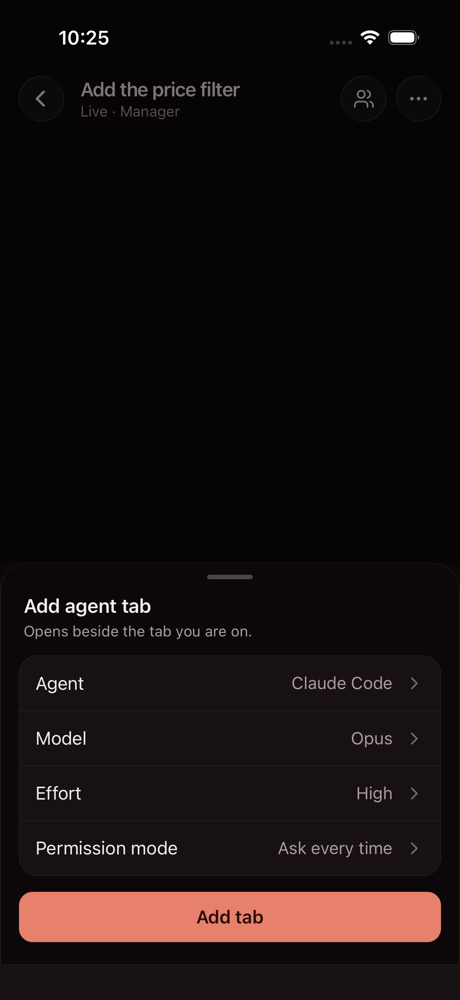 10:25
Add the price filter
Live · Manager
Add agent tab
Opens beside the tab you are on.
Agent Claude Code
Model Opus
Effort High
Permission mode Ask every time
Add tab